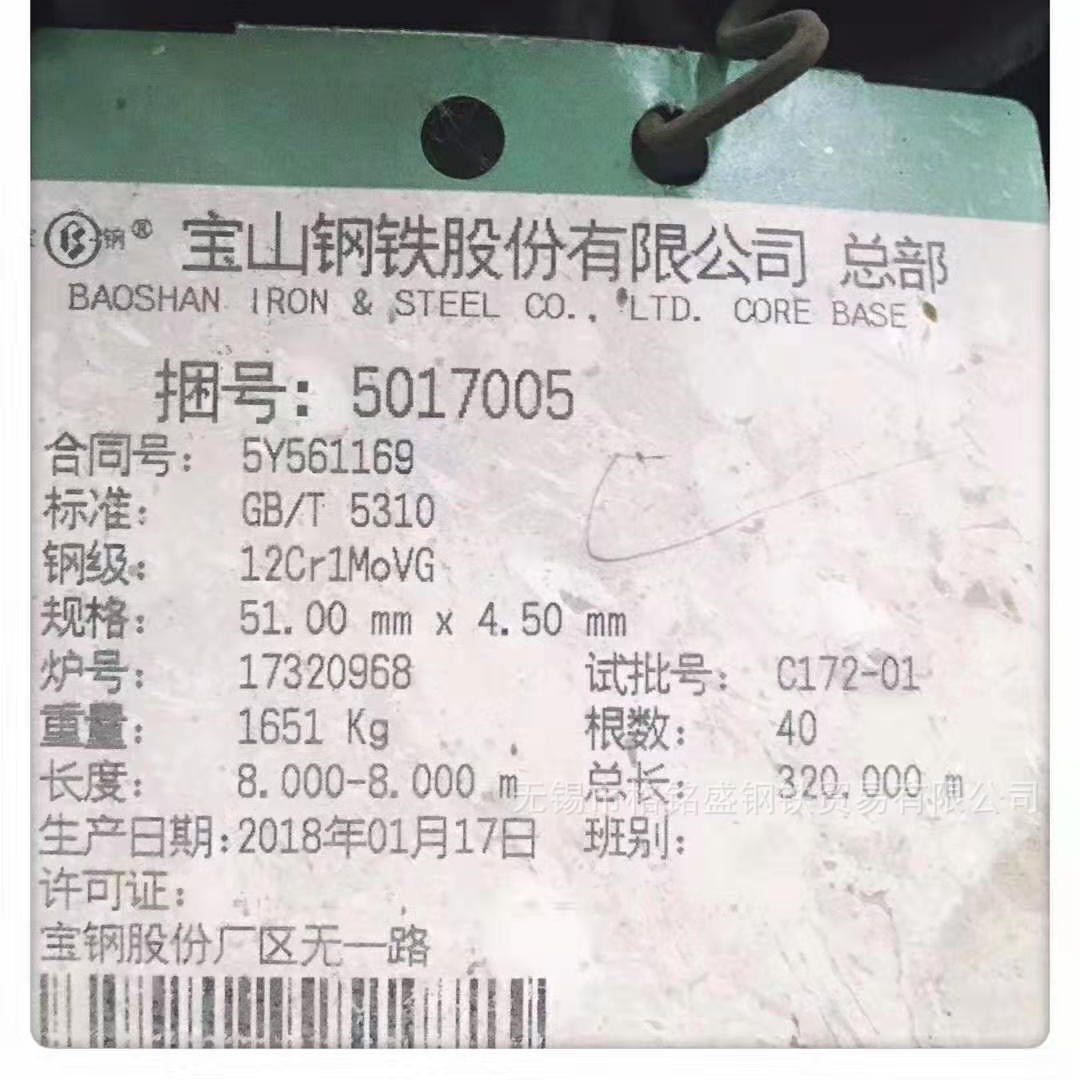 宝钢®
宝山钢铁股份有限公司 总部
BAOSHAN IRON & STEEL CO., LTD. CORE BASE
捆号: 5017005
合同号: 5Y561169
标准: GB/T 5310
钢级: 12Cr1MoVG
规格: 51.00 mm x 4.50 mm
炉号: 17320968 试批号: C172-01
重量: 1651 Kg 根数: 40
长度: 8.000-8.000 m 总长: 320.000 m
无锡市格铭盛钢铁贸易有限公司
生产日期:2018年01月17日 班别:
许可证:
宝钢股份厂区无一路